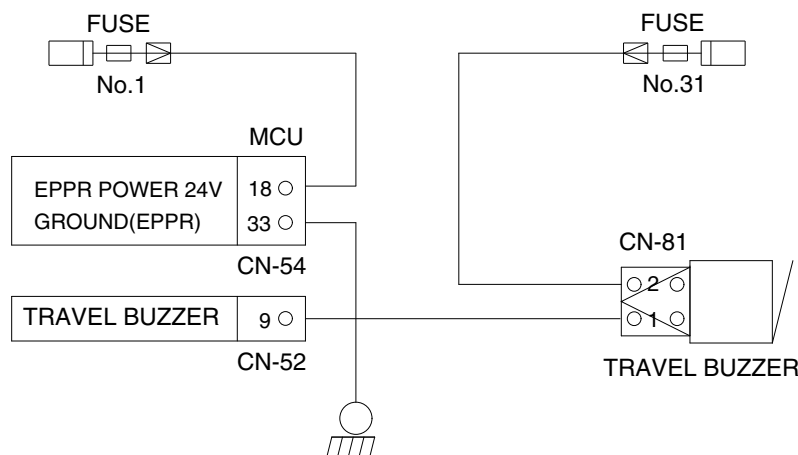 FUSE
No.1
FUSE
No.31
MCU
EPPR POWER 24V 18
GROUND(EPPR) 33
CN-54
TRAVEL BUZZER 9
CN-52
CN-81
2
1
TRAVEL BUZZER